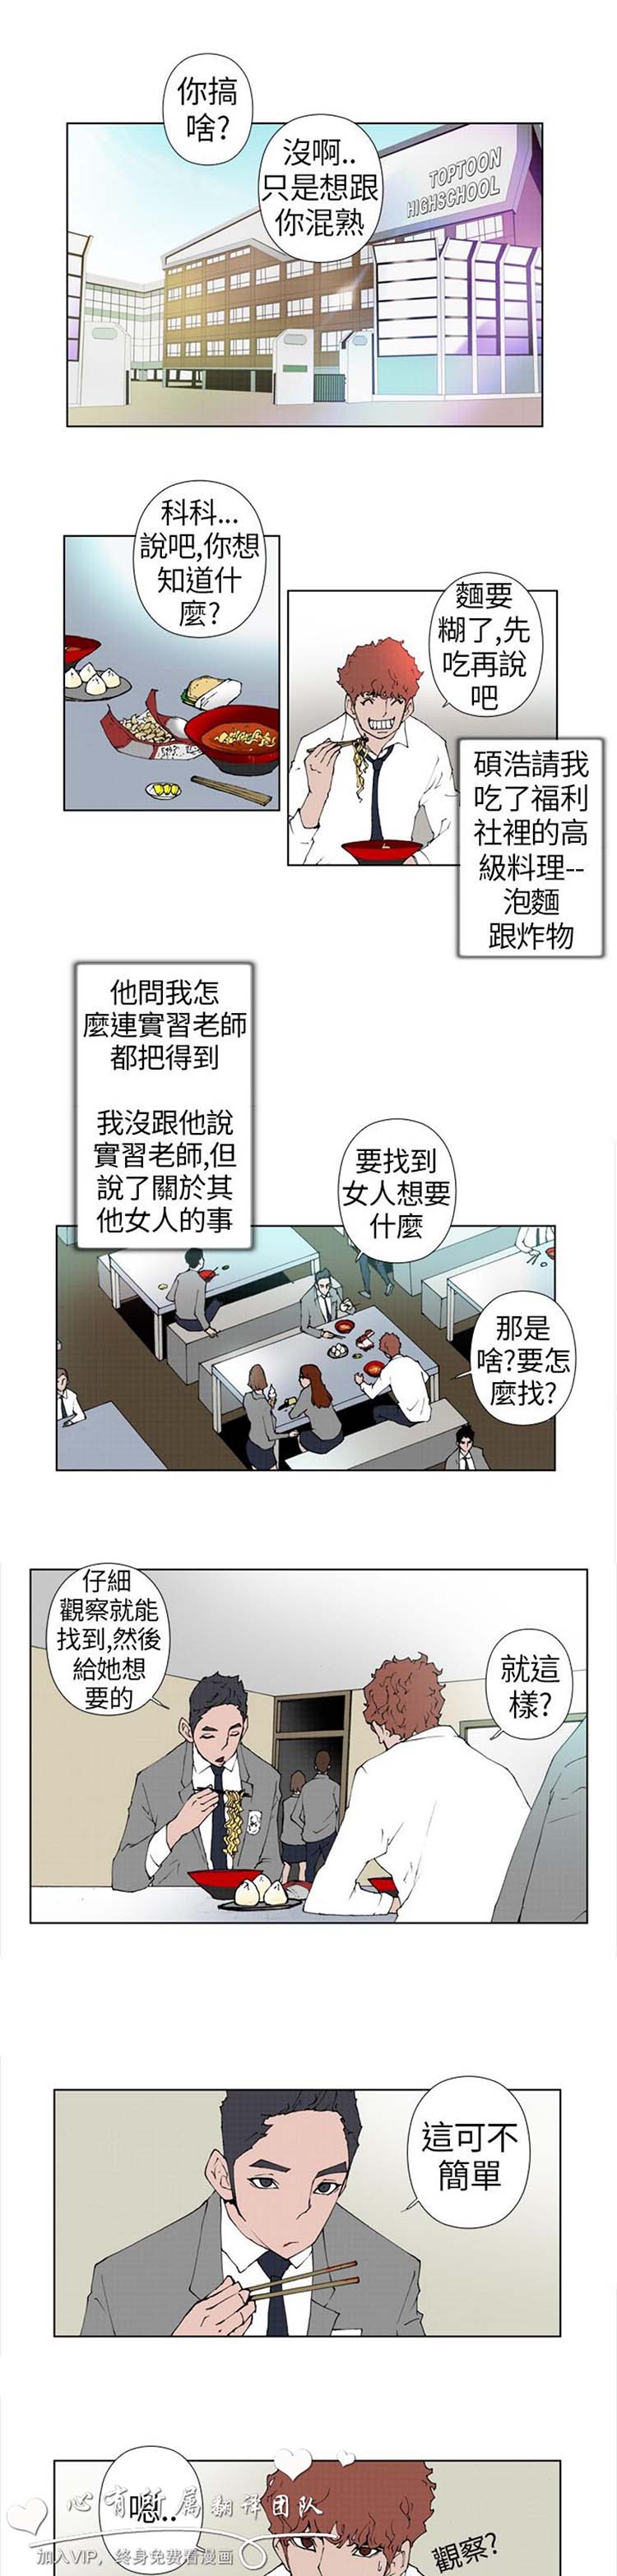 你搞
啥?
沒啊..
只是想跟
你混熟
TOPTOON
HIGHSCHOOL
科科...
說吧,你想
知道什
麼?
麵要
糊了,先
吃再說
吧
碩浩請我
吃了福利
社裡的高
級料理--
泡麵
跟炸物
他問我怎
麼連實習老師
都把得到
我沒跟他說
實習老師,但
說了關於其
他女人的事
要找到
女人想要
什麼
那是
啥?要怎
麼找?
仔細
觀察就能
找到,然後
給她想
要的
就這
樣?
這可不
簡單
嗯..
觀察?
心有所属翻译团队
加入VIP，终身免费看漫画